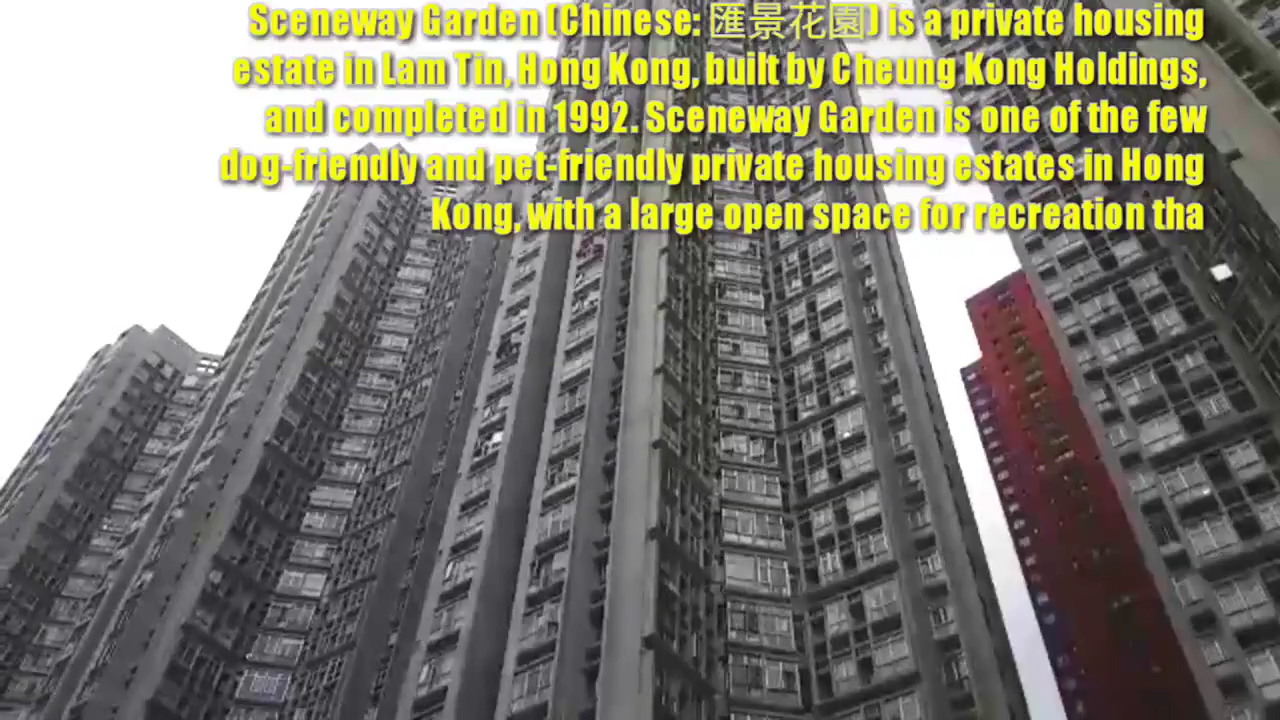 Sceneway Garden (Chinese: 匯景花園) is a private housing
estate in Lam Tin, Hong Kong, built by Cheung Kong Holdings,
and completed in 1992. Sceneway Garden is one of the few
dog-friendly and pet-friendly private housing estates in Hong
Kong, with a large open space for recreation tha